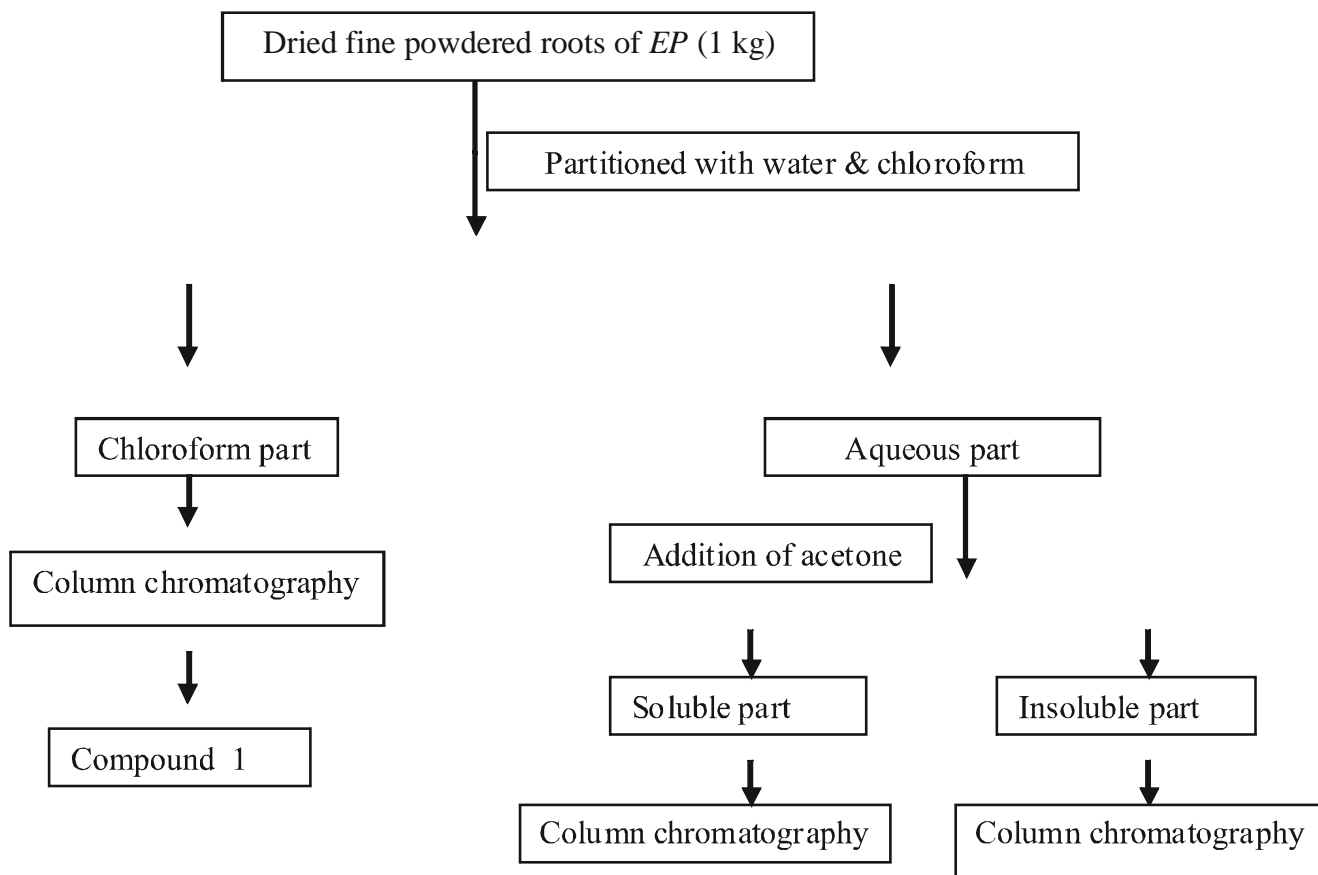 Dried fine powdered roots of EP (1 kg)
Partitioned with water & chloroform
Chloroform part
Aqueous part
Column chromatography
Addition of acetone
Compound 1
Soluble part
Insoluble part
Column chromatography
Column chromatography